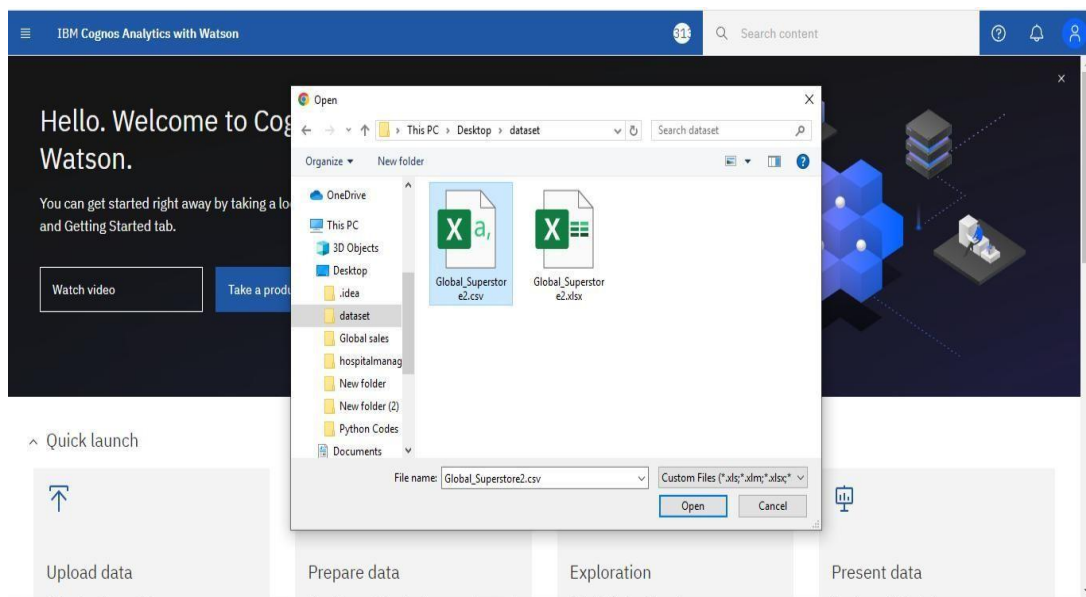 IBM Cognos Analytics with Watson
Search content
Hello. Welcome to Cog
Watson.
You can get started right away by taking a lo
and Getting Started tab.
Watch video
Take a produ
Open
This PC > Desktop > dataset
Search dataset
Organize
New folder
OneDrive
This PC
3D Objects
Desktop
.idea
dataset
Global sales
hospitalmanag
New folder
New folder (2)
Python Codes
Documents
a,
Global_Superstor
e2.csv
Global_Superstor
e2.xlsx
File name: Global_Superstore2.csv
Custom Files (*.xls;*.xlm;*.xlsx;*
Open
Cancel
Quick launch
Upload data
Prepare data
Exploration
Present data